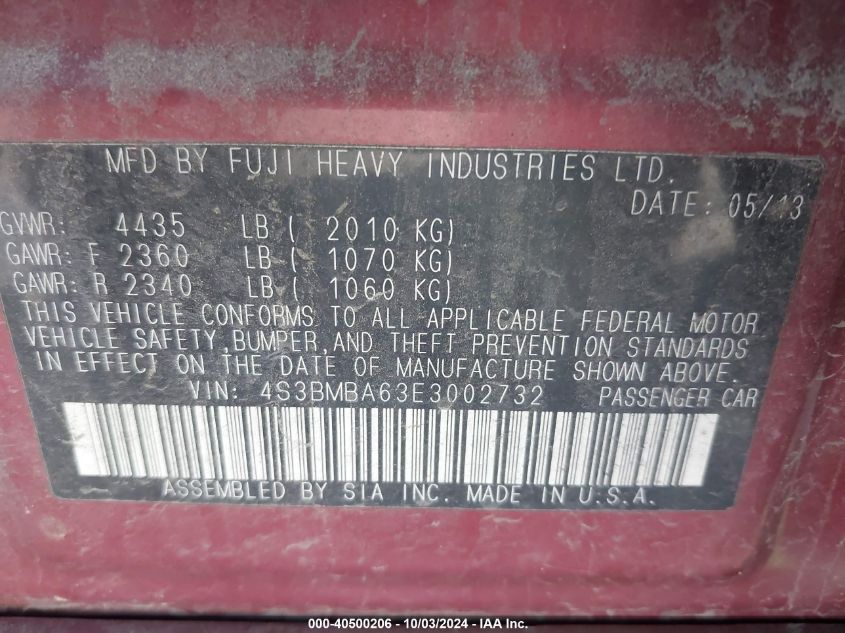 MFD BY FUJI HEAVY INDUSTRIES LTD.
DATE: 05/13
GVWR: 4435 LB ( 2010 KG)
GAWR: F 2360 LB ( 1070 KG)
GAWR: R 2340 LB ( 1060 KG)
THIS VEHICLE CONFORMS TO ALL APPLICABLE FEDERAL MOTOR
VEHICLE SAFETY, BUMPER, AND THEFT PREVENTION STANDARDS
IN EFFECT ON THE DATE OF MANUFACTURE SHOWN ABOVE.
VIN: 4S3BMBA63E3002732 PASSENGER CAR
ASSEMBLED BY SIA INC. MADE IN U.S.A.
000-40500206 - 10/03/2024 - IAA Inc.